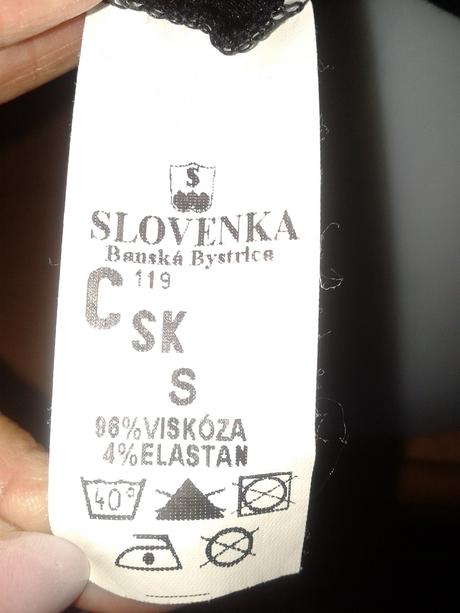 S
SLOVENKA
Banská Bystrica
C 119
SK
S
96%VISKÓZA
4%ELASTAN
40°